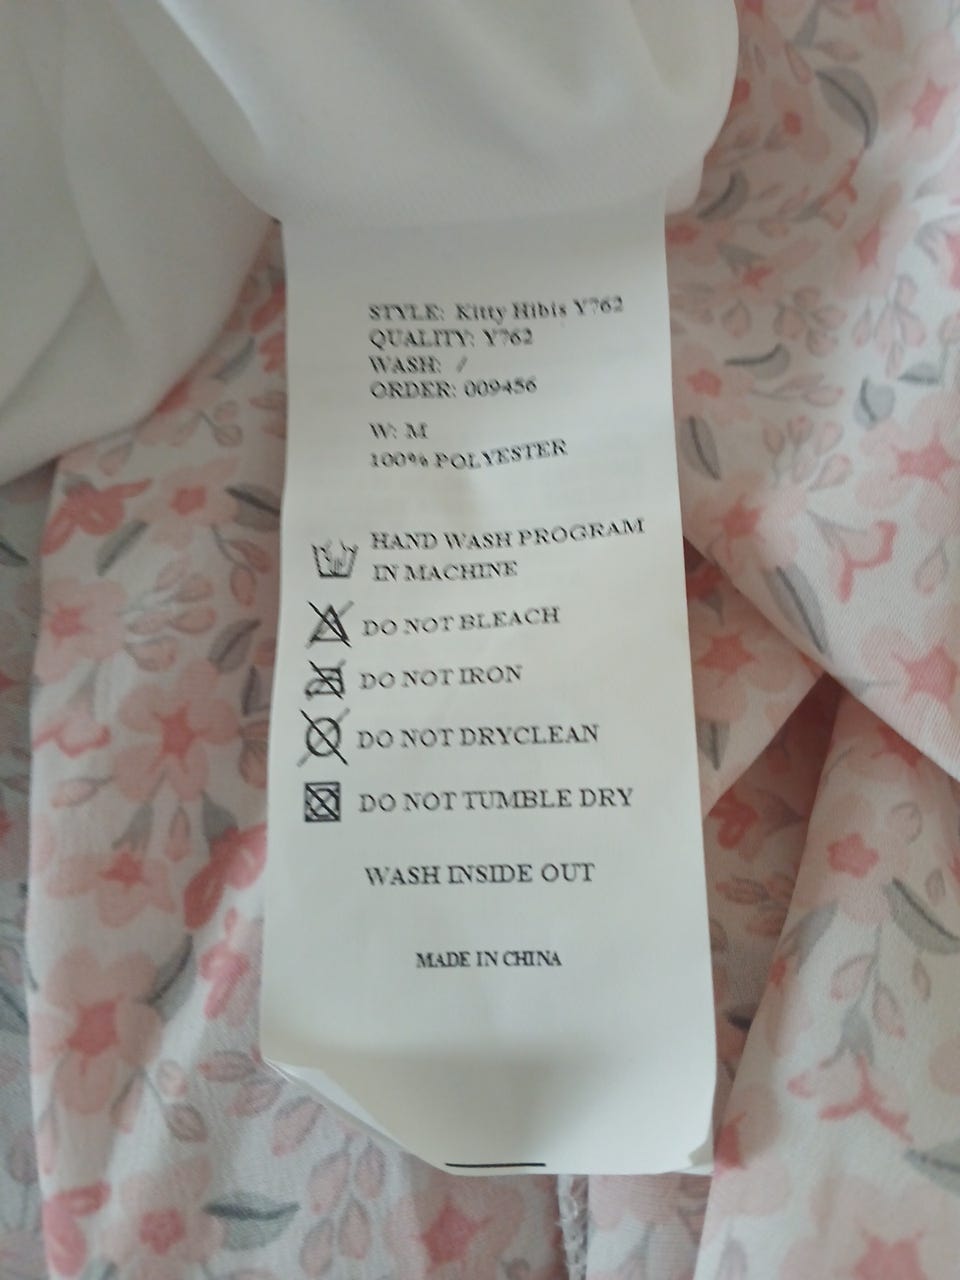 STYLE: Kitty Hibis Y762
QUALITY: Y762
WASH: /
ORDER: 009456
W: M
100% POLYESTER
HAND WASH PROGRAM
IN MACHINE
DO NOT BLEACH
DO NOT IRON
DO NOT DRYCLEAN
DO NOT TUMBLE DRY
WASH INSIDE OUT
MADE IN CHINA